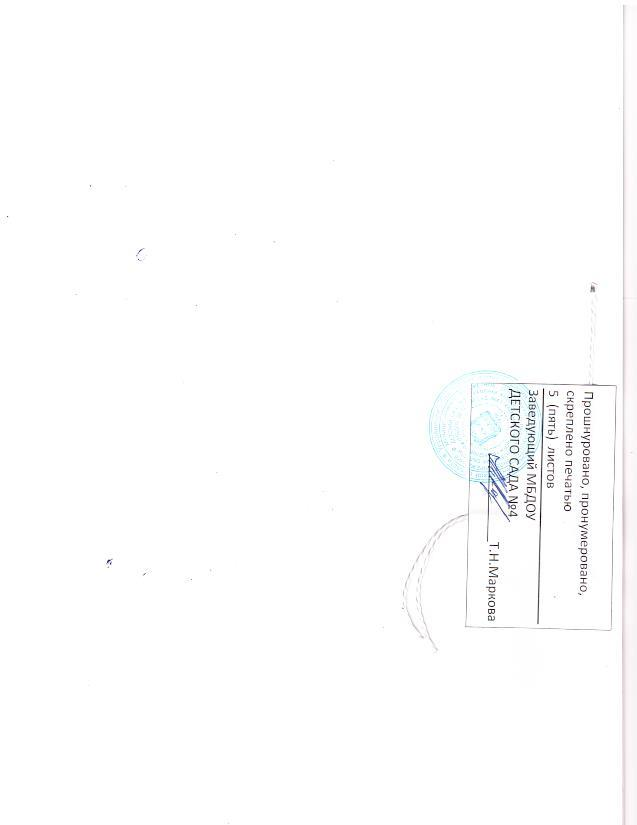 Прошнуровано, пронумеровано,
скреплено печатью
5 (пять) листов
Заведующий МБДОУ
ДЕТСКОГО САДА №4
Т.Н.Маркова